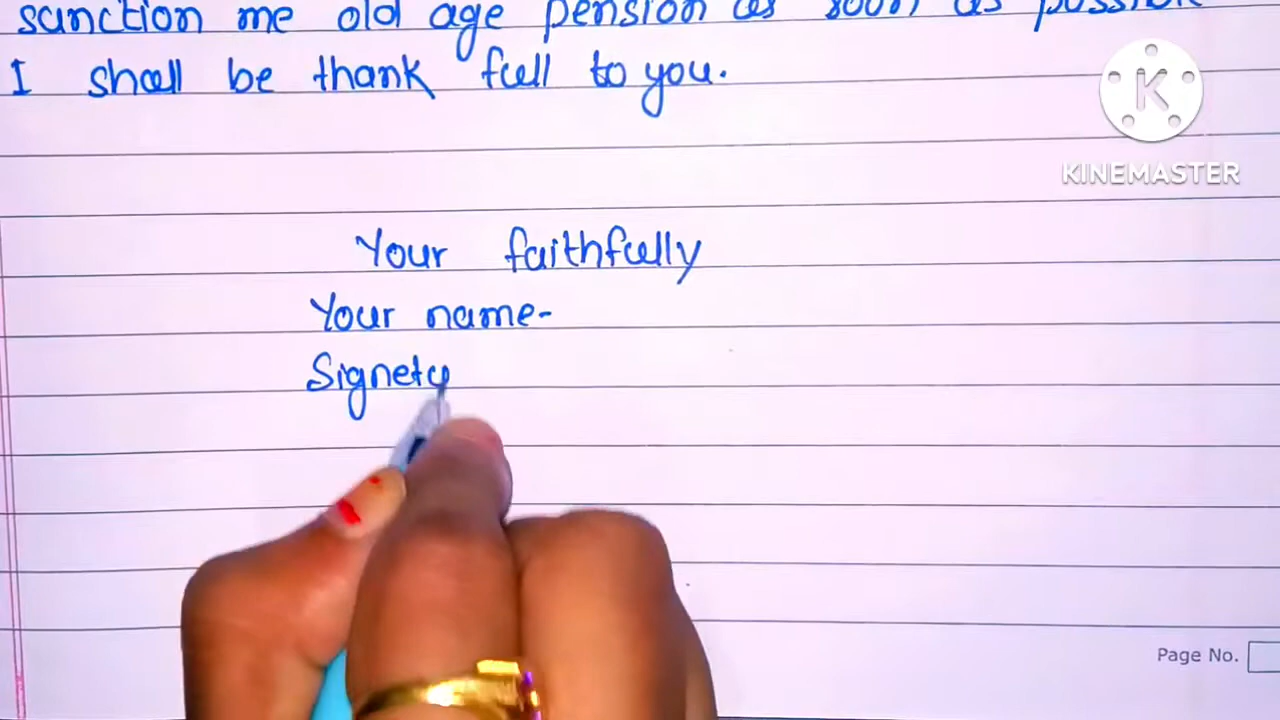 sanction me old age pension as soon as possible
I shall be thank full to you.
K
KINEMASTER
Your faithfully
Your name-
Signetu
Page No.